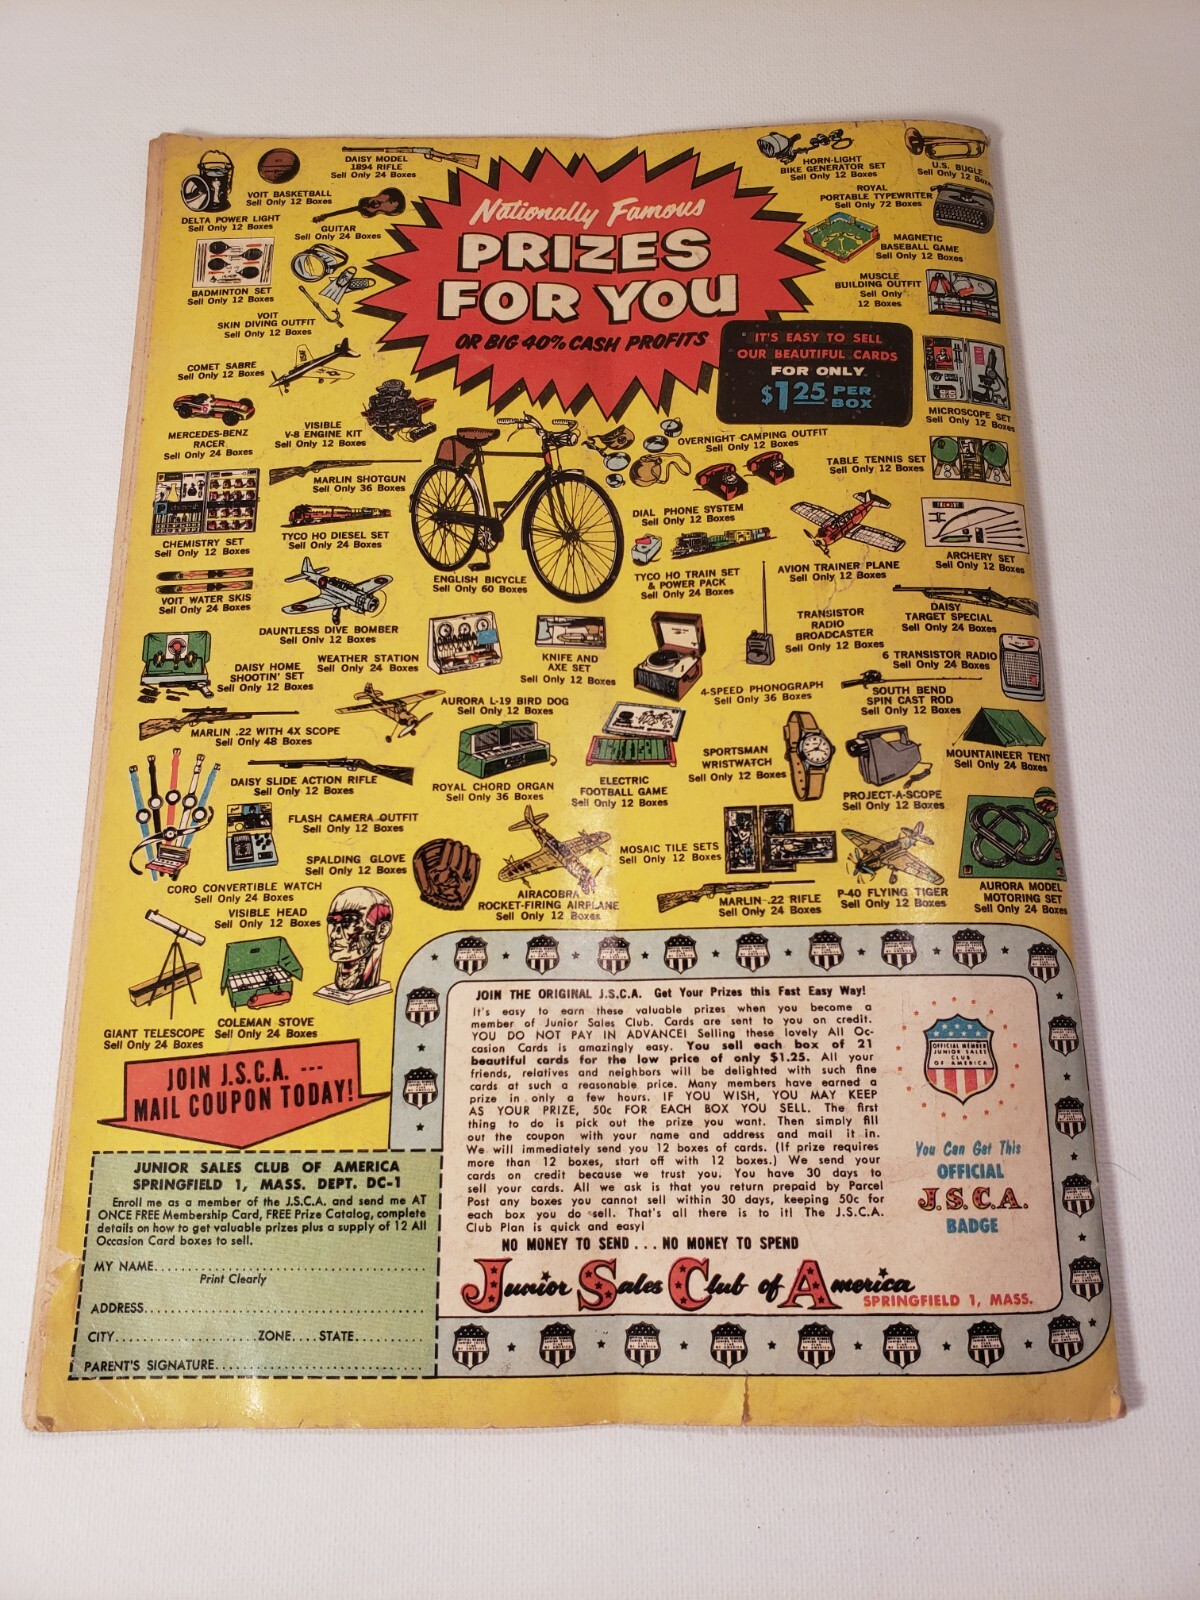 Nationally Famous
PRIZES
FOR YOU
OR BIG 40% CASH PROFITS
IT'S EASY TO SELL
OUR BEAUTIFUL CARDS
FOR ONLY
$1.25 PER
BOX
DAISY MODEL
1894 RIFLE
Sell Only 24 Boxes
VOIT BASKETBALL
Sell Only 12 Boxes
DELTA POWER LIGHT
Sell Only 12 Boxes
GUITAR
Sell Only 24 Boxes
BADMINTON SET
Sell Only 12 Boxes
VOIT
SKIN DIVING OUTFIT
Sell Only 12 Boxes
COMET SABRE
Sell Only 12 Boxes
MERCEDES-BENZ
RACER
Sell Only 24 Boxes
VISIBLE
V-8 ENGINE KIT
Sell Only 12 Boxes
HORN-LIGHT
BIKE GENERATOR SET
Sell Only 12 Boxes
U.S. BUGLE
Sell Only 12 Boxes
ROYAL
PORTABLE TYPEWRITER
Sell Only 72 Boxes
MAGNETIC
BASEBALL GAME
Sell Only 12 Boxes
MUSCLE
BUILDING OUTFIT
Sell Only
12 Boxes
MICROSCOPE SET
Sell Only 12 Boxes
MARLIN SHOTGUN
Sell Only 36 Boxes
OVERNIGHT CAMPING OUTFIT
Sell Only 12 Boxes
TABLE TENNIS SET
Sell Only 12 Boxes
CHEMISTRY SET
Sell Only 12 Boxes
TYCO HO DIESEL SET
Sell Only 24 Boxes
DIAL PHONE SYSTEM
Sell Only 12 Boxes
ARCHERY SET
Sell Only 12 Boxes
ENGLISH BICYCLE
Sell Only 60 Boxes
TYCO HO TRAIN SET
& POWER PACK
Sell Only 24 Boxes
AVION TRAINER PLANE
Sell Only 12 Boxes
VOIT WATER SKIS
Sell Only 24 Boxes
DAUNTLESS DIVE BOMBER
Sell Only 12 Boxes
TRANSISTOR
RADIO
BROADCASTER
Sell Only 12 Boxes
DAISY
TARGET SPECIAL
Sell Only 24 Boxes
DAISY HOME
SHOOTIN' SET
Sell Only 12 Boxes
WEATHER STATION
Sell Only 24 Boxes
KNIFE AND
AXE SET
Sell Only 12 Boxes
6 TRANSISTOR RADIO
Sell Only 24 Boxes
AURORA L-19 BIRD DOG
Sell Only 12 Boxes
4-SPEED PHONOGRAPH
Sell Only 36 Boxes
SOUTH BEND
SPIN CAST ROD
Sell Only 24 Boxes
MARLIN .22 WITH 4X SCOPE
Sell Only 48 Boxes
SPORTSMAN
WRISTWATCH
Sell Only 12 Boxes
MOUNTAINEER TENT
Sell Only 24 Boxes
DAISY SLIDE ACTION RIFLE
Sell Only 12 Boxes
ROYAL CHORD ORGAN
Sell Only 36 Boxes
ELECTRIC
FOOTBALL GAME
Sell Only 12 Boxes
PROJECT-A-SCOPE
Sell Only 12 Boxes
FLASH CAMERA OUTFIT
Sell Only 12 Boxes
SPALDING GLOVE
Sell Only 12 Boxes
MOSAIC TILE SETS
Sell Only 12 Boxes
CORO CONVERTIBLE WATCH
Sell Only 24 Boxes
AIRACOBRA
ROCKET-FIRING AIRPLANE
Sell Only 12 Boxes
MARLIN .22 RIFLE
Sell Only 24 Boxes
P-40 FLYING TIGER
Sell Only 12 Boxes
AURORA MODEL
MOTORING SET
Sell Only 24 Boxes
VISIBLE HEAD
Sell Only 12 Boxes
GIANT TELESCOPE
Sell Only 24 Boxes
COLEMAN STOVE
Sell Only 24 Boxes
JOIN J.S.C.A. ---
MAIL COUPON TODAY!
JOIN THE ORIGINAL J.S.C.A. Get Your Prizes this Fast Easy Way!
It's easy to earn these valuable prizes when you become a
member of Junior Sales Club. Cards are sent to you on credit.
YOU DO NOT PAY IN ADVANCE! Selling these lovely All Oc-
casion Cards is amazingly easy. You sell each box of 21
beautiful cards for the low price of only $1.25. All your
friends, relatives and neighbors will be delighted with such fine
cards at such a reasonable price. Many members have earned a
prize in only a few hours. IF YOU WISH, YOU MAY KEEP
AS YOUR PRIZE, 50c FOR EACH BOX YOU SELL. The first
thing to do is pick out the prize you want. Then simply fill
out the coupon with your name and address and mail it in.
We will immediately send you 12 boxes of cards. (If prize requires
more than 12 boxes, start off with 12 boxes.) We send your
cards on credit because we trust you. You have 30 days to
sell your cards. All we ask is that you return prepaid by Parcel
Post any boxes you cannot sell within 30 days, keeping 50c for
each box you do sell. That's all there is to it! The J.S.C.A.
Club Plan is quick and easy!
NO MONEY TO SEND . . . NO MONEY TO SPEND
Junior Sales Club of America
SPRINGFIELD 1, MASS.
OFFICIAL MEMBER
JUNIOR SALES
CLUB
OF AMERICA
You Can Get This
OFFICIAL
J.S.C.A.
BADGE
JUNIOR SALES CLUB OF AMERICA
SPRINGFIELD 1, MASS. DEPT. DC-1
Enroll me as a member of the J.S.C.A. and send me AT
ONCE FREE Membership Card, FREE Prize Catalog, complete
details on how to get valuable prizes plus a supply of 12 All
Occasion Card boxes to sell.
MY NAME
Print Clearly
ADDRESS
CITY ZONE STATE
PARENT'S SIGNATURE